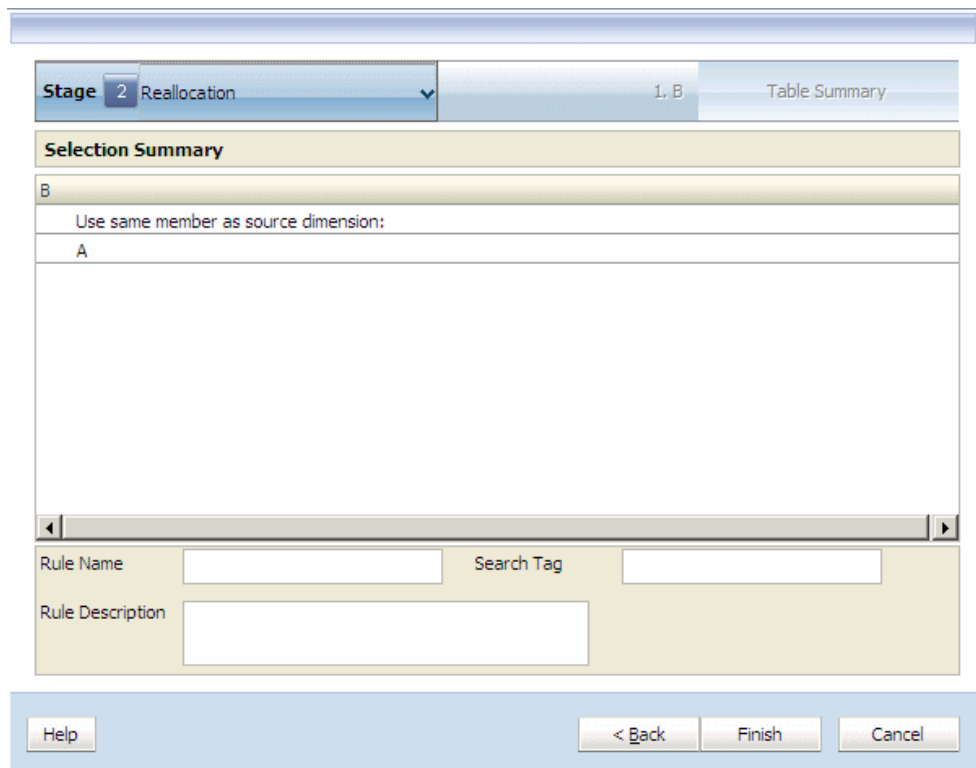 Stage 2 Reallocation 1. B Table Summary
Selection Summary
B
Use same member as source dimension:
A
Rule Name Search Tag
Rule Description
Help < Back Finish Cancel